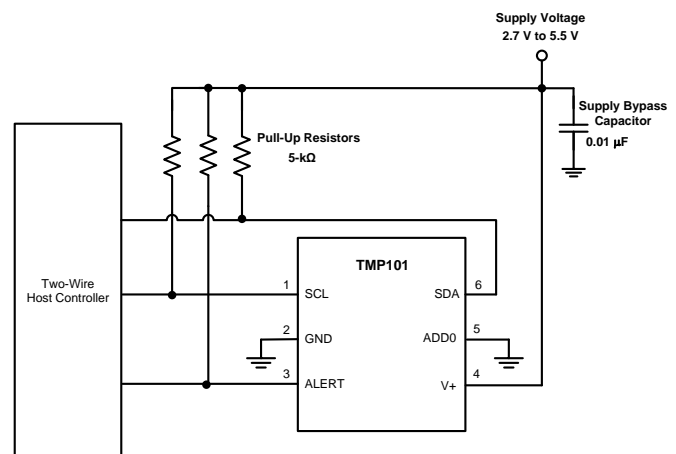 Supply Voltage
2.7 V to 5.5 V
Supply Bypass
Capacitor
0.01 µF
Pull-Up Resistors
5-kΩ
Two-Wire
Host Controller
TMP101
1
SCL
6
SDA
2
GND
5
ADD0
3
ALERT
4
V+